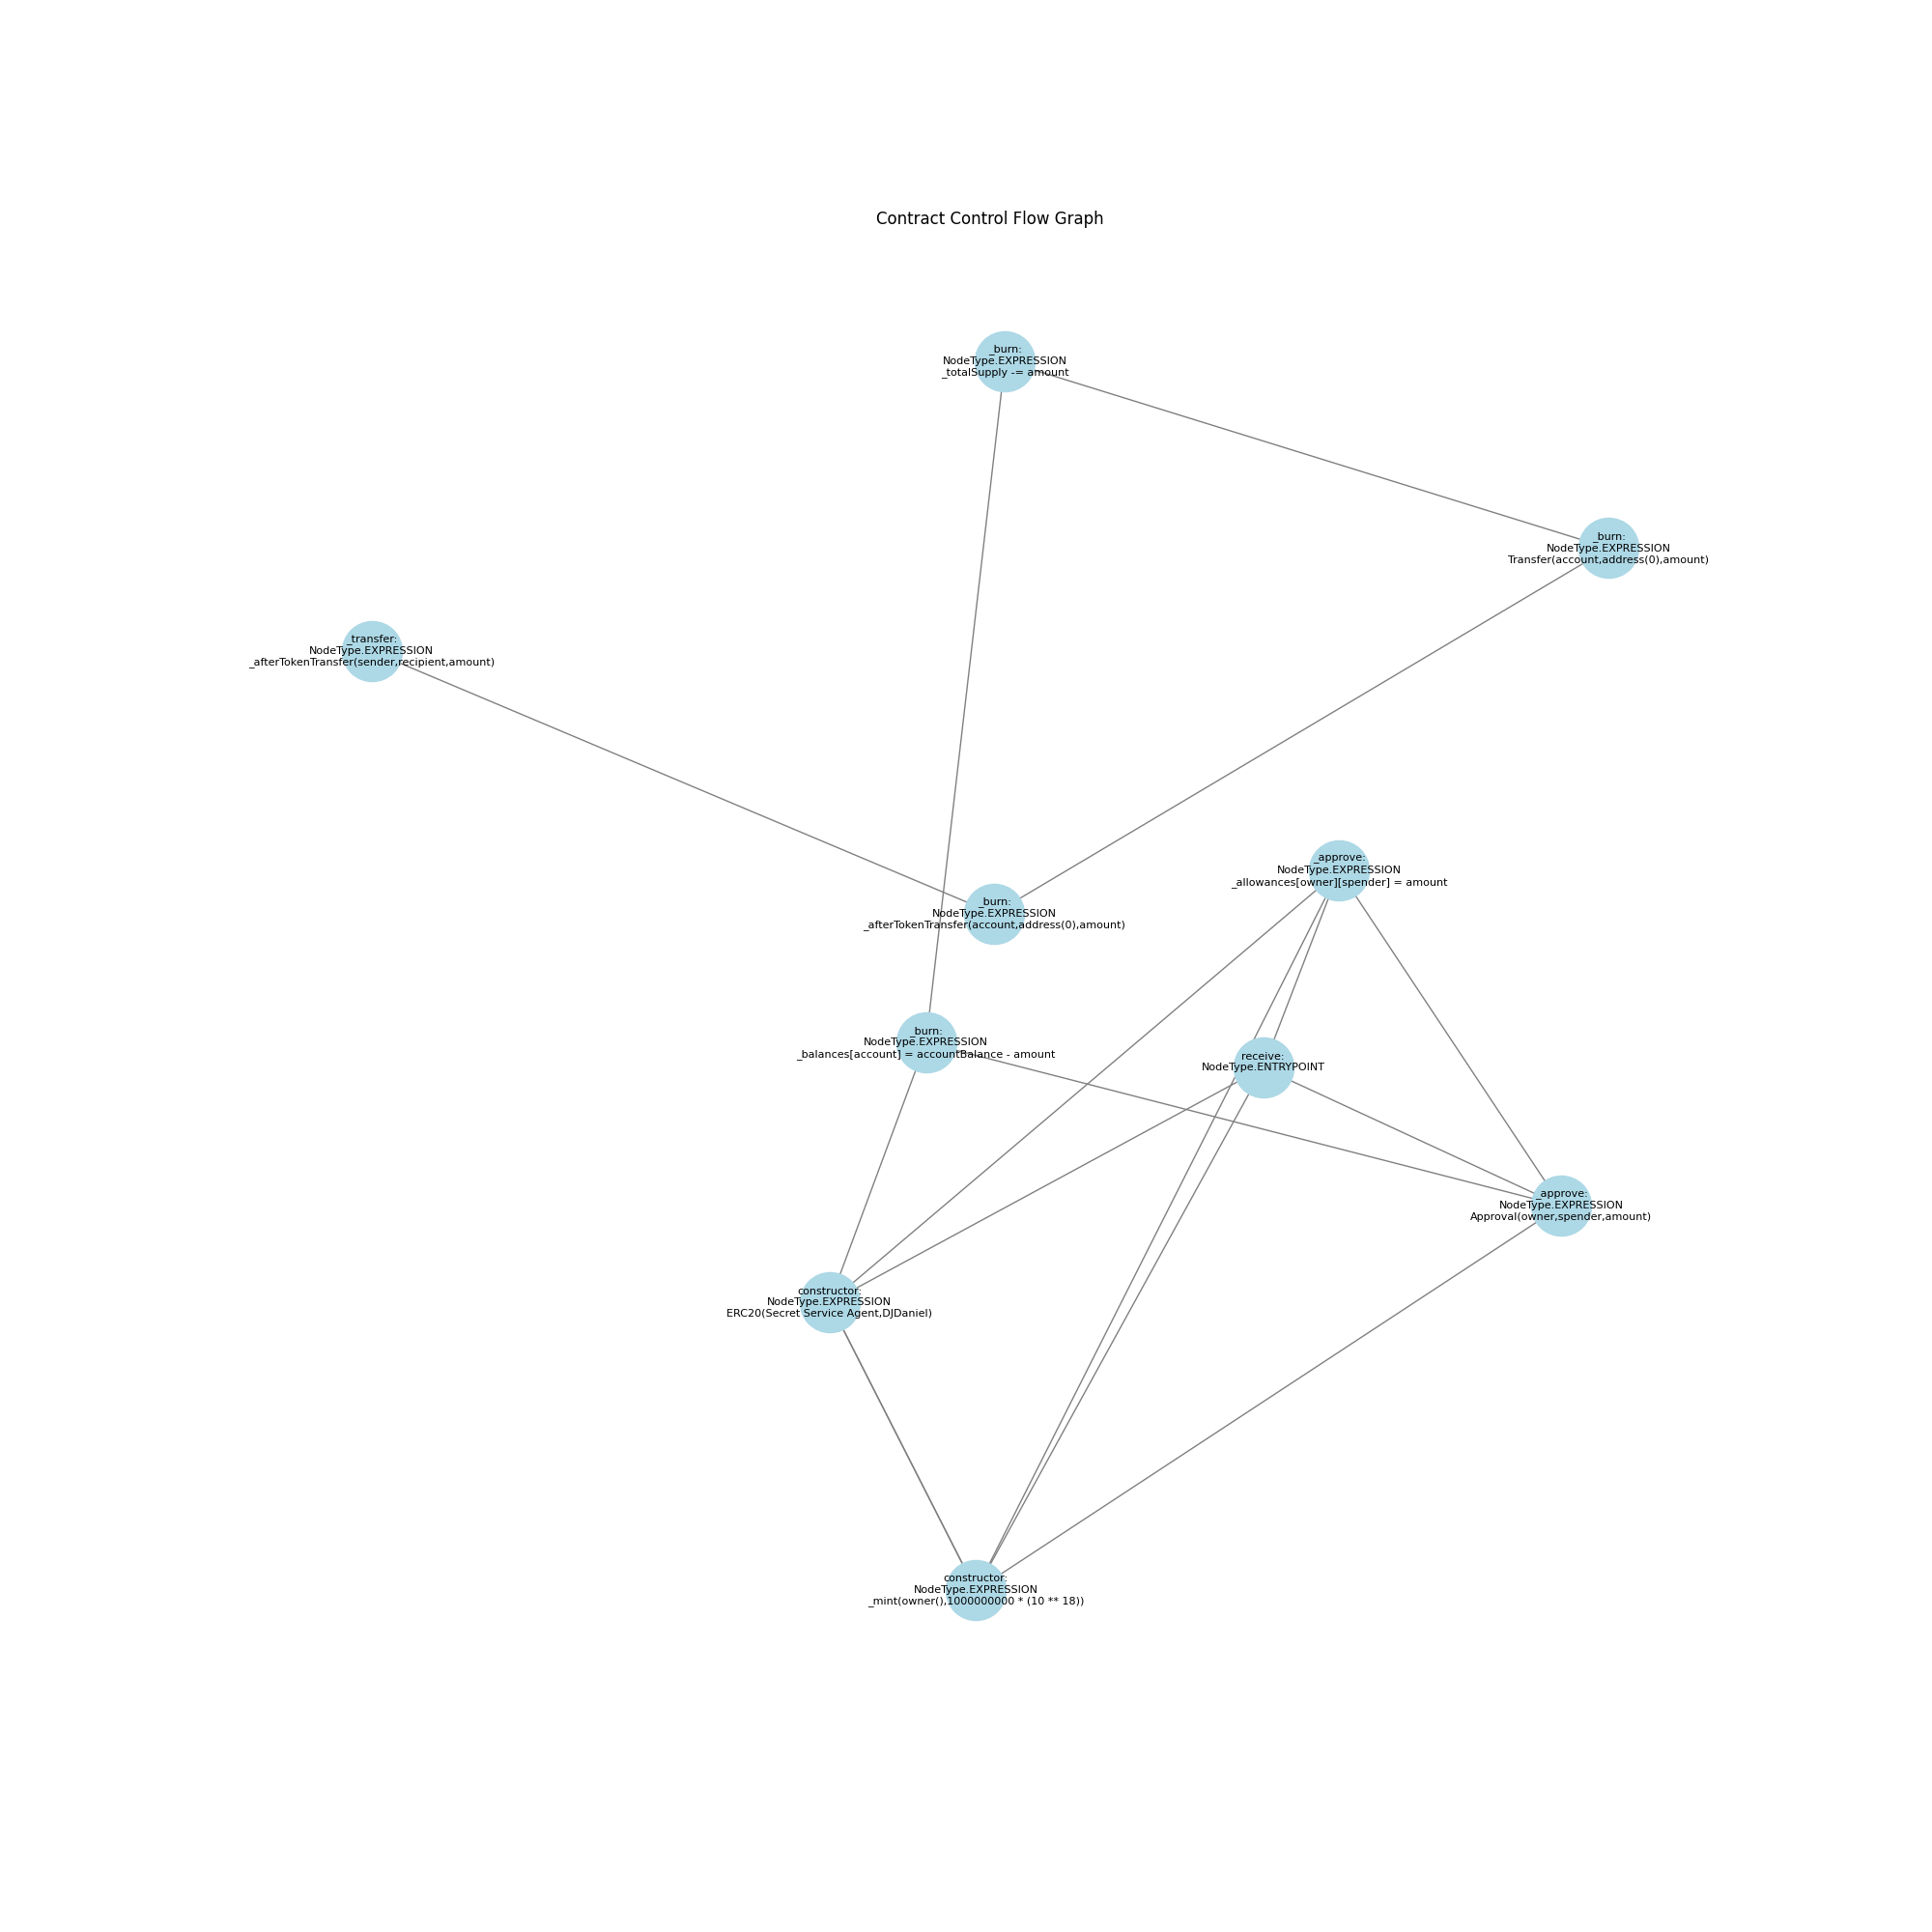 Contract Control Flow Graph
_burn:
NodeType.EXPRESSION
_totalSupply -= amount
_burn:
NodeType.EXPRESSION
Transfer(account,address(0),amount)
_transfer:
NodeType.EXPRESSION
_afterTokenTransfer(sender,recipient,amount)
_approve:
NodeType.EXPRESSION
_allowances[owner][spender] = amount
_burn:
NodeType.EXPRESSION
_afterTokenTransfer(account,address(0),amount)
_burn:
NodeType.EXPRESSION
_balances[account] = accountBalance - amount
receive:
NodeType.ENTRYPOINT
_approve:
NodeType.EXPRESSION
Approval(owner,spender,amount)
constructor:
NodeType.EXPRESSION
ERC20(Secret Service Agent,DJDaniel)
constructor:
NodeType.EXPRESSION
_mint(owner(),1000000000 * (10 ** 18))